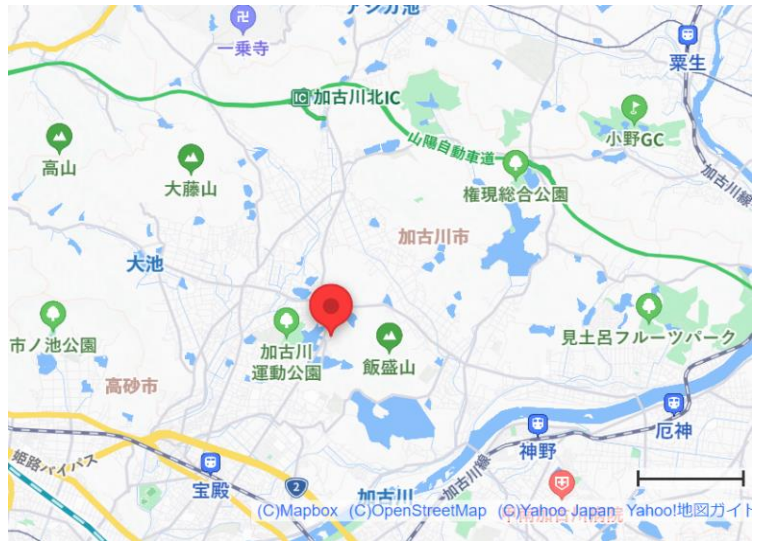 アジカ池
一乗寺
粟生
加古川北IC
山陽自動車道
小野GC
高山
大藤山
権現総合公園
加古川線
加古川市
大池
市ノ池公園
加古川
運動公園
飯盛山
見土呂フルーツパーク
高砂市
厄神
神野
姫路バイパス
宝殿
2
加古川
加古川線
(C)Mapbox (C)OpenStreetMap (C)Yahoo Japan Yahoo!地図ガイド